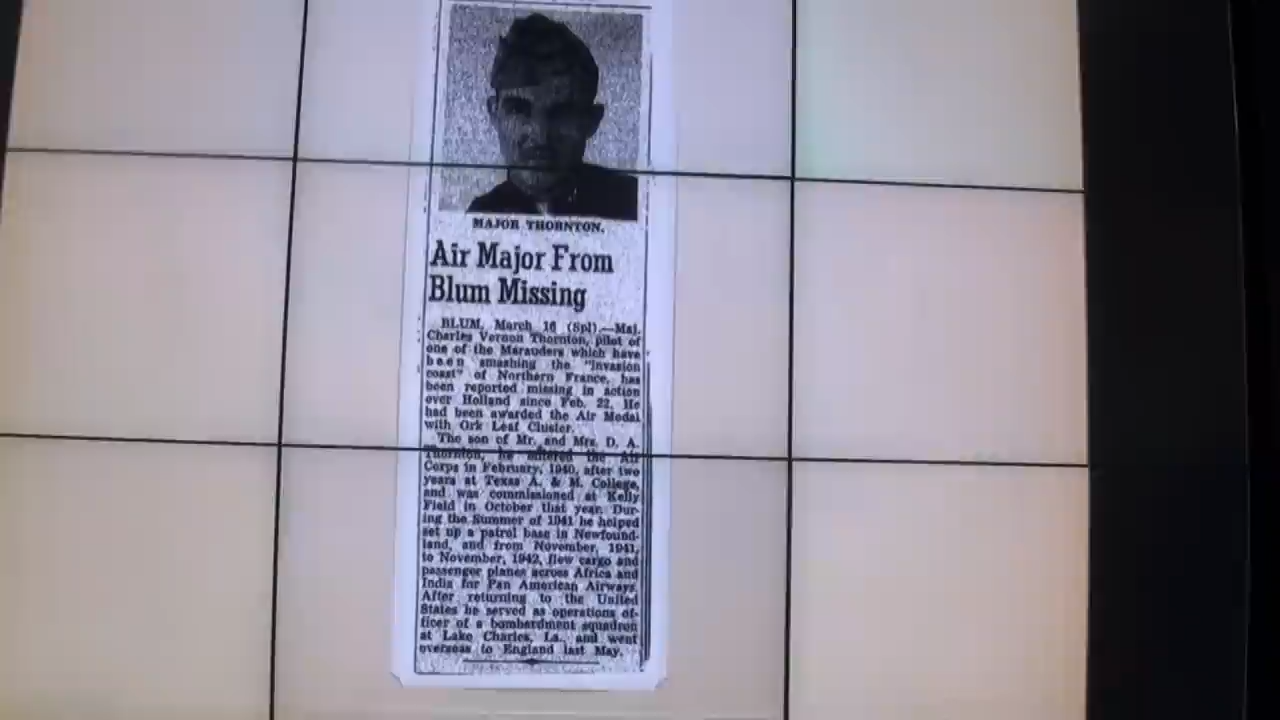 MAJOR THORNTON.
Air Major From
Blum Missing
BLUM, March 16 (Spl).—Maj.
Charles Vernon Thornton, pilot of
one of the Marauders which have
been smashing the "invasion
coast" of Northern France, has
been reported missing in action
over Holland since Feb. 22. He
had been awarded the Air Medal
with Ork Leaf Cluster.
The son of Mr. and Mrs. D. A.
Thornton, he entered the Air
Corps in February, 1940, after two
years at Texas A. & M. College,
and was commissioned at Kelly
Field in October that year. Dur-
ing the Summer of 1941 he helped
set up a patrol base in Newfound-
land, and from November, 1941,
to November, 1942, flew cargo and
passenger planes across Africa and
India for Pan American Airways.
After returning to the United
States he served as operations of-
ficer of a bombardment squadron
at Lake Charles, La., and went
overseas to England last May.